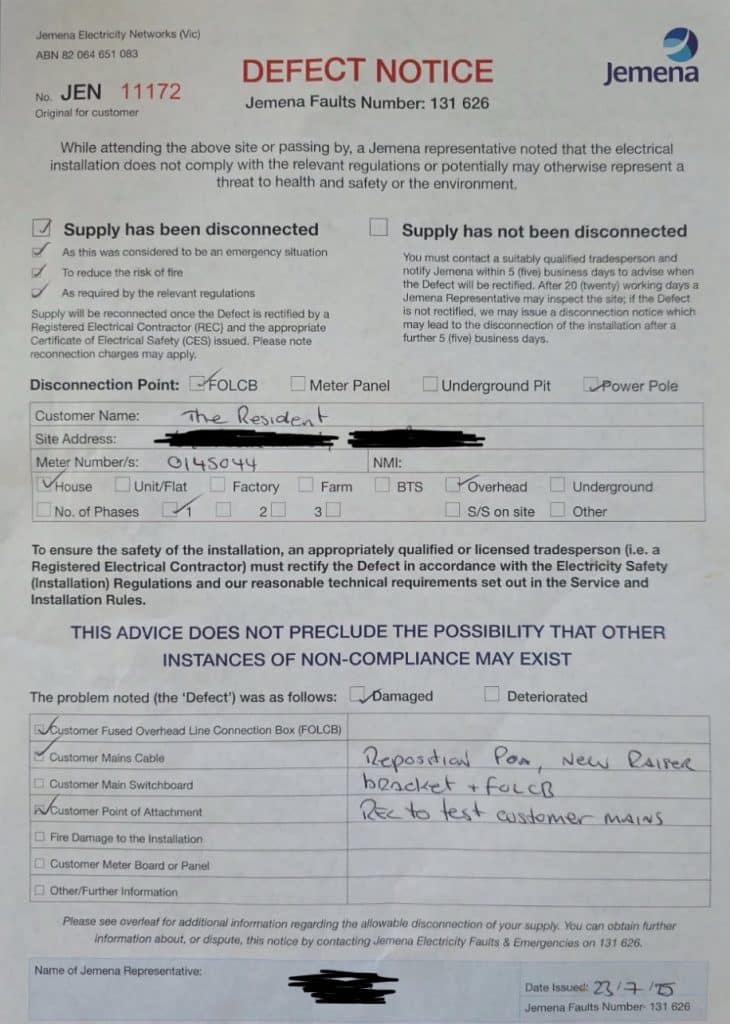 Jemena Electricity Networks (Vic)
ABN 82 064 651 083
No. JEN 11172
Original for customer
DEFECT NOTICE
Jemena Faults Number: 131 626
Jemena
While attending the above site or passing by, a Jemena representative noted that the electrical
installation does not comply with the relevant regulations or potentially may otherwise represent a
threat to health and safety or the environment.
Supply has been disconnected
As this was considered to be an emergency situation
To reduce the risk of fire
As required by the relevant regulations
Supply will be reconnected once the Defect is rectified by a
Registered Electrical Contractor (REC) and the appropriate
Certificate of Electrical Safety (CES) issued. Please note
reconnection charges may apply.
Supply has not been disconnected
You must contact a suitably qualified tradesperson and
notify Jemena within 5 (five) business days to advise when
the Defect will be rectified. After 20 (twenty) working days a
Jemena Representative may inspect the site; if the Defect
is not rectified, we may issue a disconnection notice which
may lead to the disconnection of the installation after a
further 5 (five) business days.
Disconnection Point: FOLCB Meter Panel Underground Pit Power Pole
Customer Name: The Resident
Site Address:
Meter Number/s: 0145044 NMI:
House Unit/Flat Factory Farm BTS Overhead Underground
No. of Phases 1 2 3 S/S on site Other
To ensure the safety of the installation, an appropriately qualified or licensed tradesperson (i.e. a
Registered Electrical Contractor) must rectify the Defect in accordance with the Electricity Safety
(Installation) Regulations and our reasonable technical requirements set out in the Service and
Installation Rules.
THIS ADVICE DOES NOT PRECLUDE THE POSSIBILITY THAT OTHER
INSTANCES OF NON-COMPLIANCE MAY EXIST
The problem noted (the 'Defect') was as follows: Damaged Deteriorated
Customer Fused Overhead Line Connection Box (FOLCB)
Customer Mains Cable Reposition POA, NEW RAISER
Customer Main Switchboard bracket + FOLCB
Customer Point of Attachment REC to test customer MAINS
Fire Damage to the Installation
Customer Meter Board or Panel
Other/Further Information
Please see overleaf for additional information regarding the allowable disconnection of your supply. You can obtain further
information about, or dispute, this notice by contacting Jemena Electricity Faults & Emergencies on 131 626.
Name of Jemena Representative:
Date Issued: 23/7/25
Jemena Faults Number- 131 626